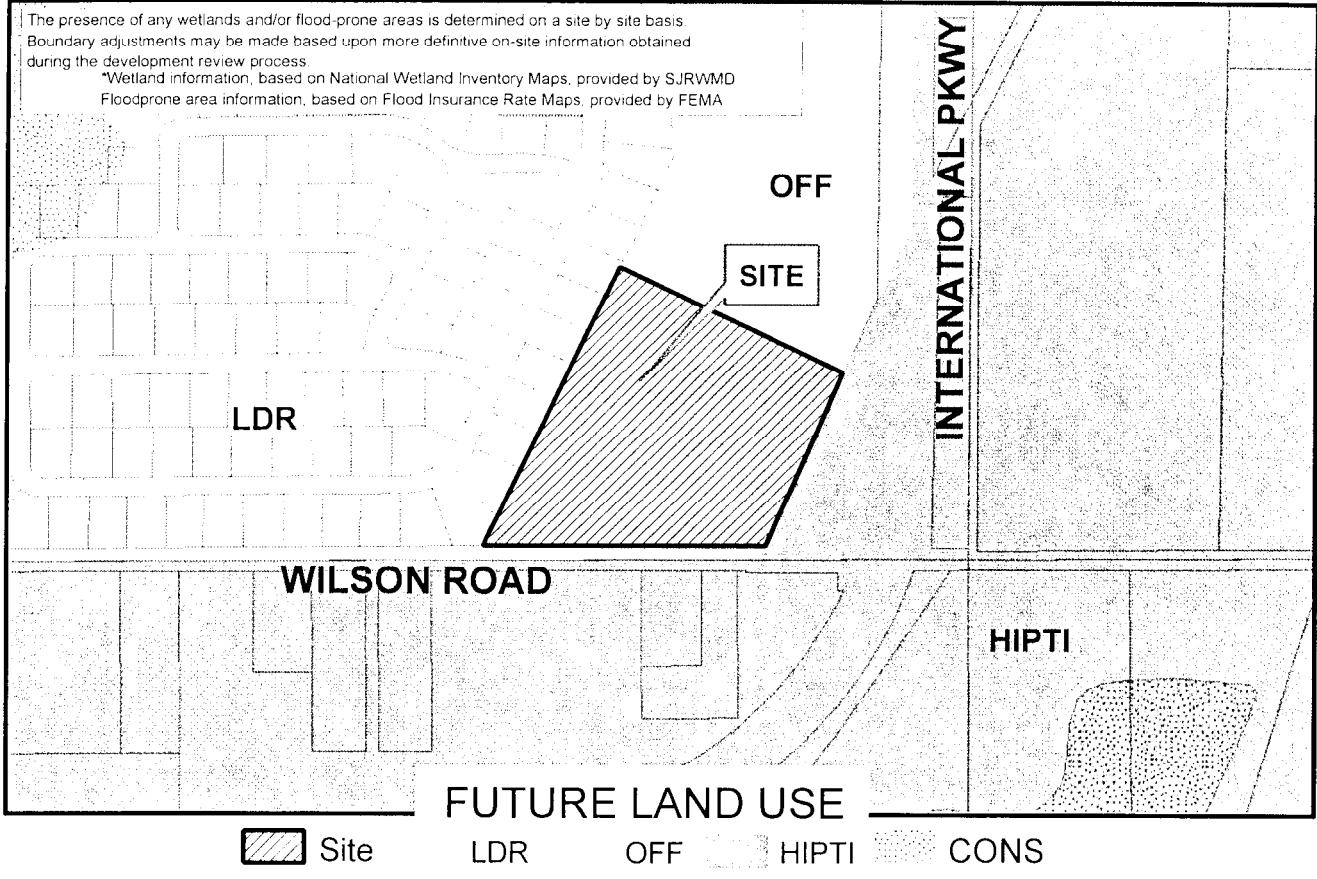 The presence of any wetlands and/or flood-prone areas is determined on a site by site basis.
Boundary adjustments may be made based upon more definitive on-site information obtained
during the development review process.
*Wetland information, based on National Wetland Inventory Maps, provided by SJRWMD
Floodprone area information, based on Flood Insurance Rate Maps, provided by FEMA
INTERNATIONAL PKWY
OFF
SITE
LDR
WILSON ROAD
HIPTI
FUTURE LAND USE
Site LDR OFF HIPTI CONS